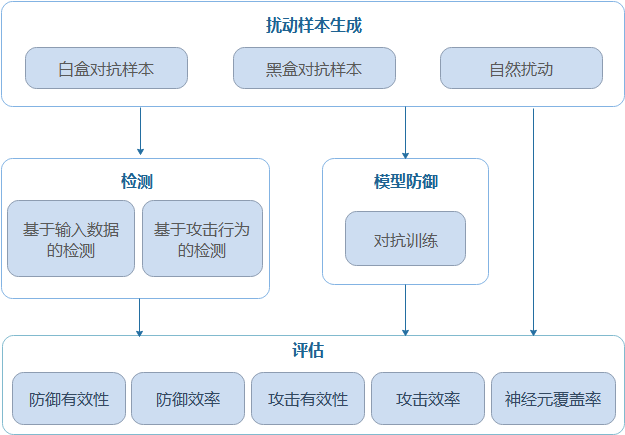 扰动样本生成
白盒对抗样本
黑盒对抗样本
自然扰动
检测
基于输入数据
的检测
基于攻击行为
的检测
模型防御
对抗训练
评估
防御有效性
防御效率
攻击有效性
攻击效率
神经元覆盖率